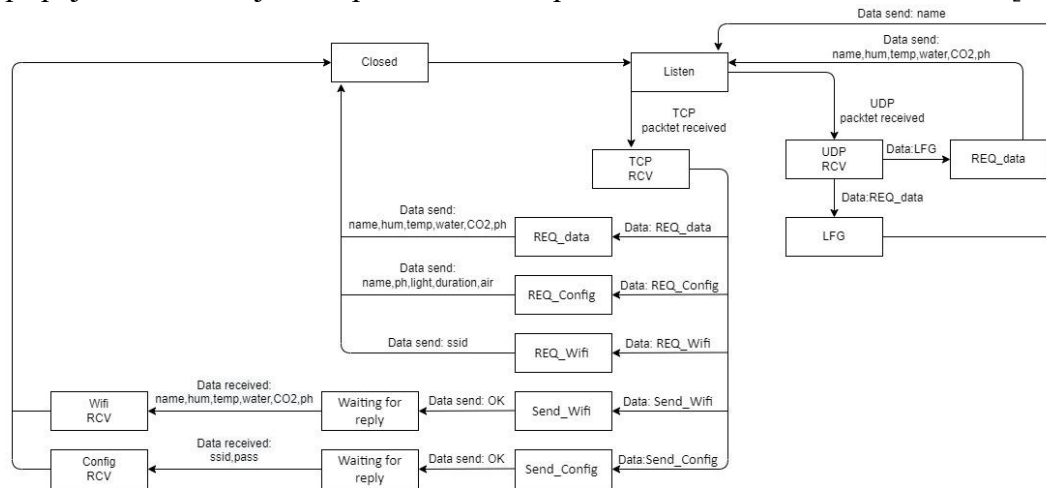 Data send: name
Data send:
name,hum,temp,water,CO2,ph
Closed
Listen
TCP
packtet received
UDP
packtet received
TCP
RCV
UDP
RCV
Data:LFG
REQ_data
Data:REQ_data
LFG
Data send:
name,hum,temp,water,CO2,ph
REQ_data
Data: REQ_data
Data send:
name,ph,light,duration,air
REQ_Config
Data: REQ_Config
Data send: ssid
REQ_Wifi
Data: REQ_Wifi
Wifi
RCV
Data received:
name,hum,temp,water,CO2,ph
Waiting for
reply
Data send: OK
Send_Wifi
Data: Send_Wifi
Config
RCV
Data received:
ssid,pass
Waiting for
reply
Data send: OK
Send_Config
Data:Send_Config